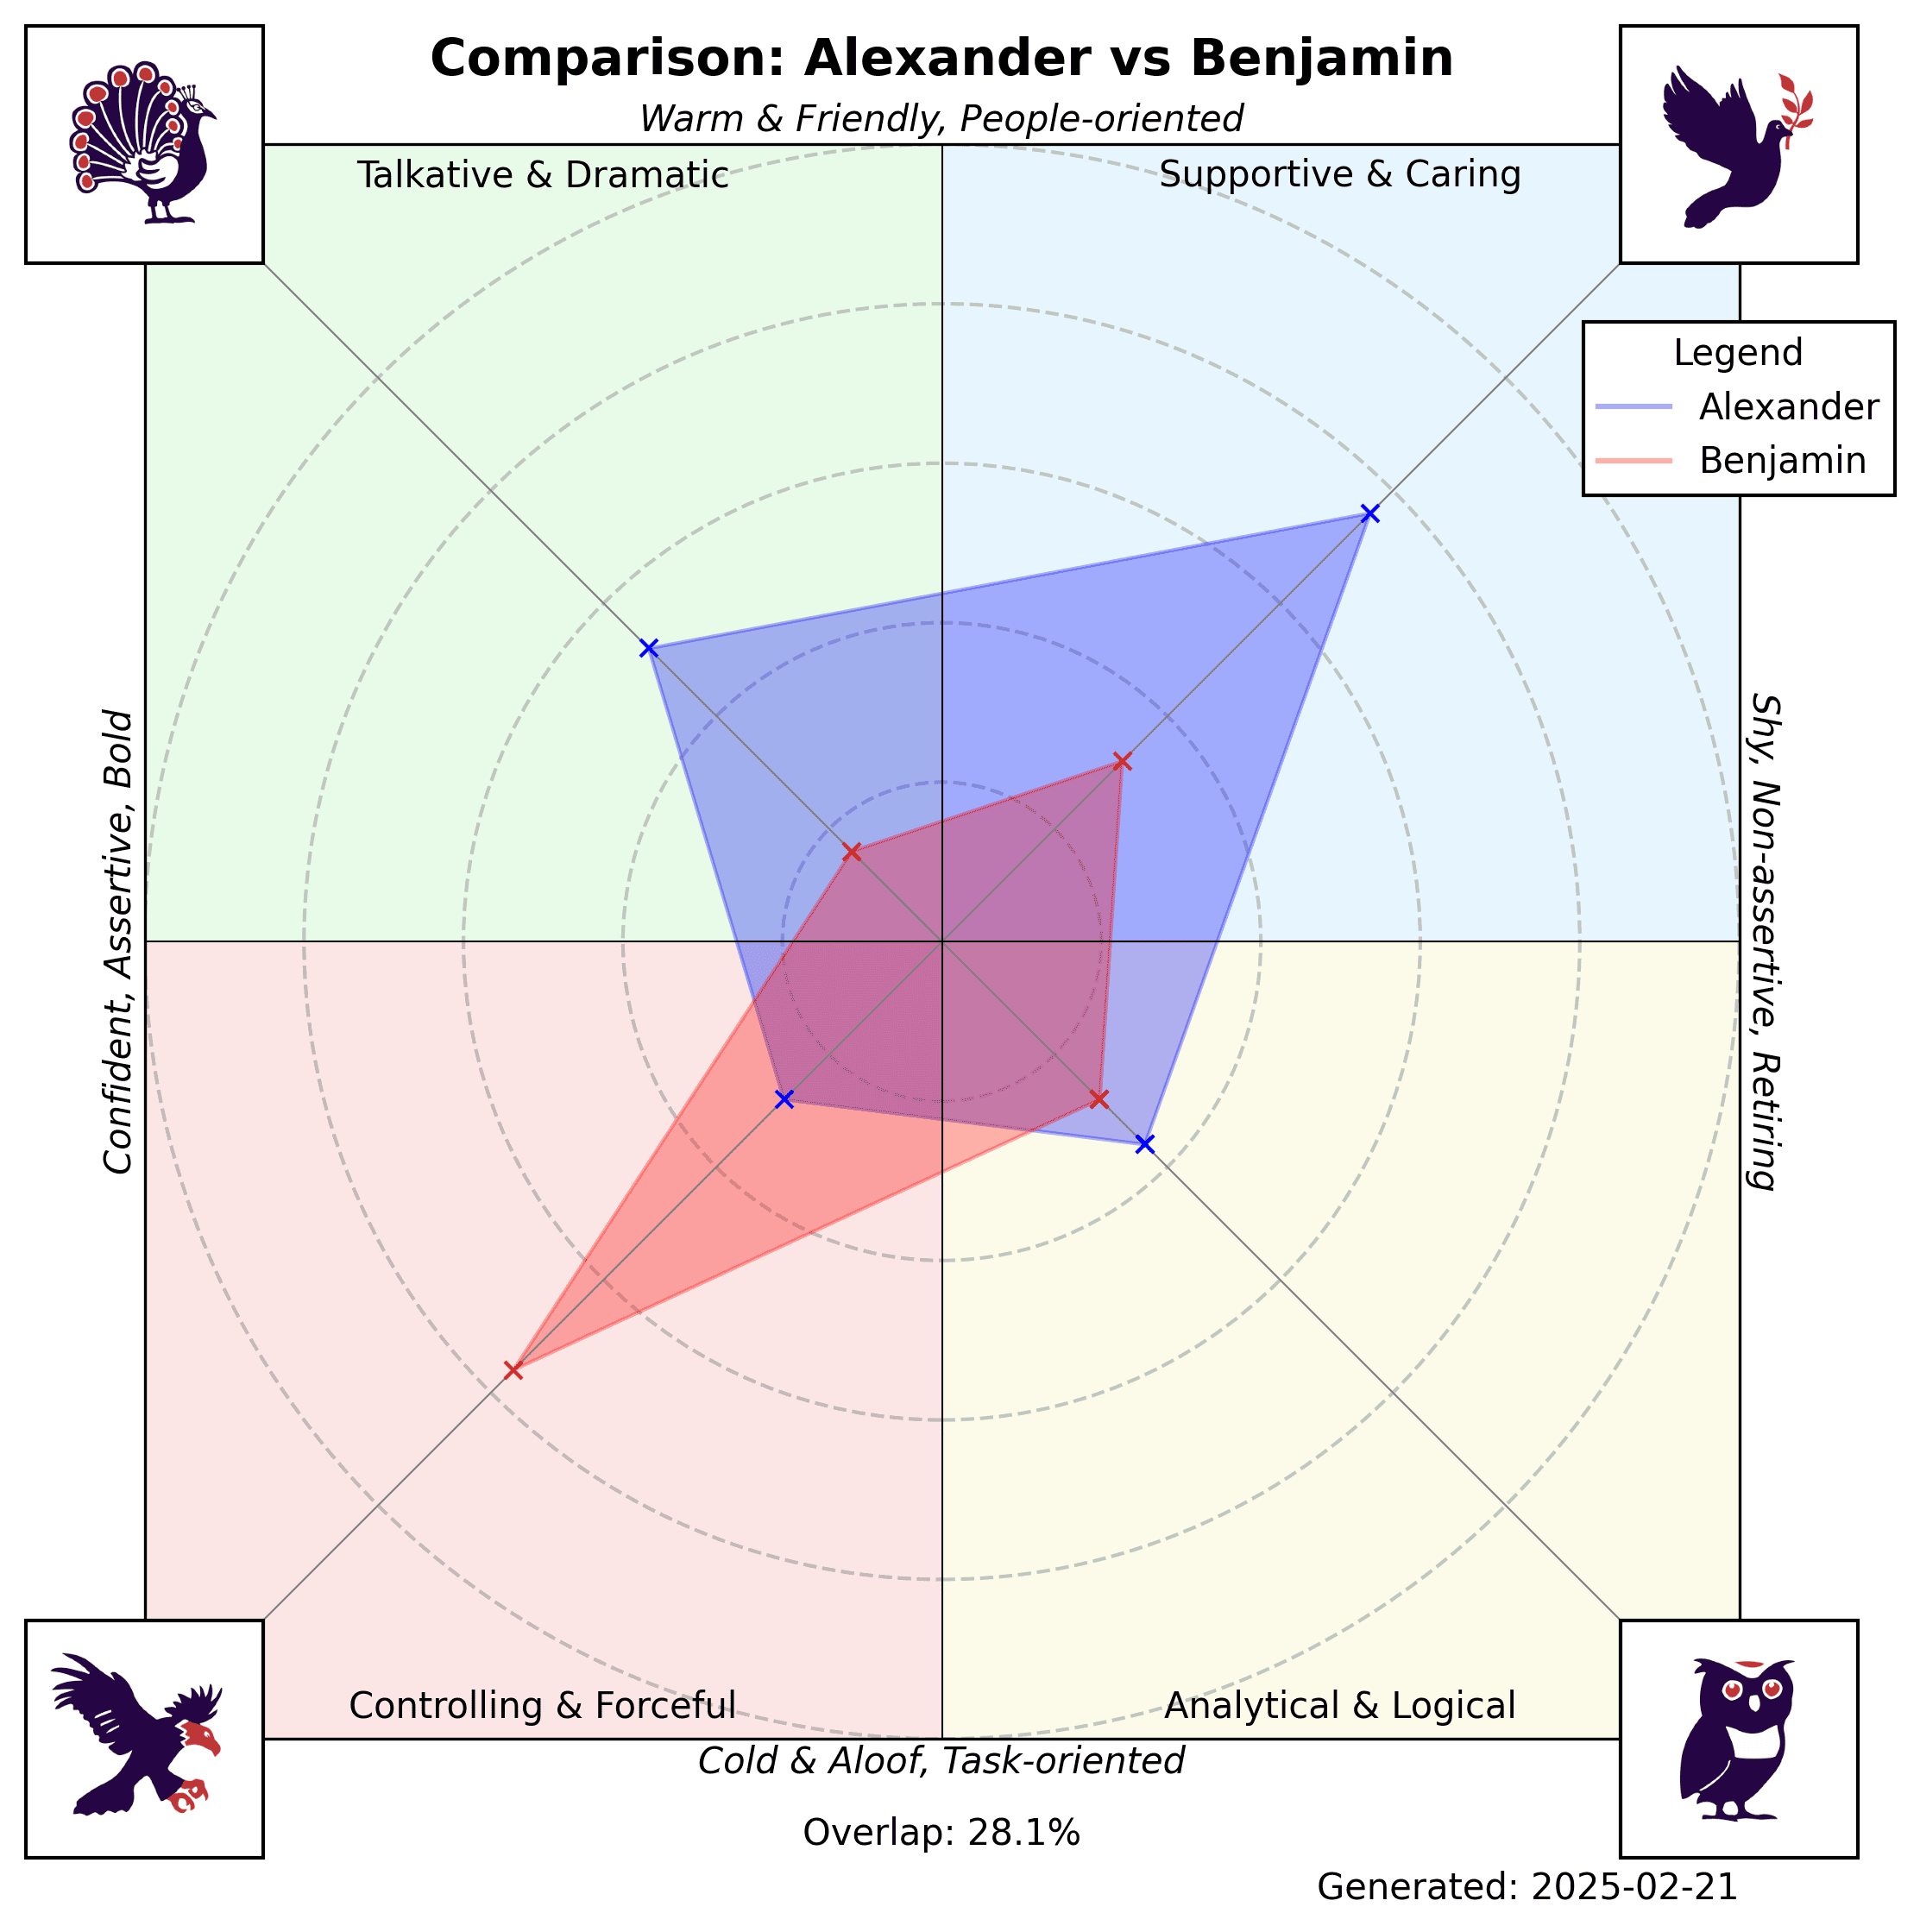 Comparison: Alexander vs Benjamin
Warm & Friendly, People-oriented
Talkative & Dramatic
Supportive & Caring
Legend
Alexander
Benjamin
Confident, Assertive, Bold
Shy, Non-assertive, Retiring
Controlling & Forceful
Analytical & Logical
Cold & Aloof, Task-oriented
Overlap: 28.1%
Generated: 2025-02-21